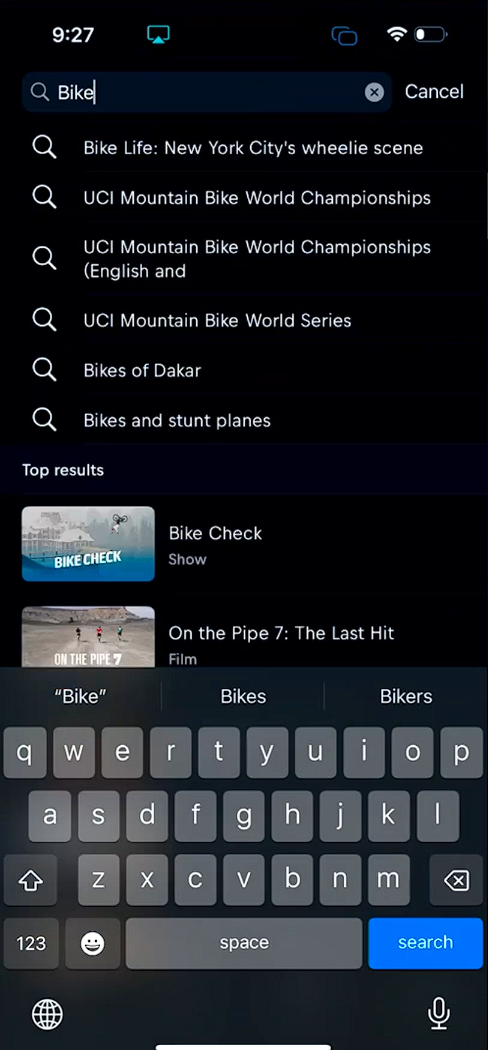 9:27
Bike
Cancel
Bike Life: New York City's wheelie scene
UCI Mountain Bike World Championships
UCI Mountain Bike World Championships
(English and
UCI Mountain Bike World Series
Bikes of Dakar
Bikes and stunt planes
Top results
BIKE CHECK
Bike Check
Show
ON THE PIPE 7
On the Pipe 7: The Last Hit
Film
“Bike” Bikes Bikers
q w e r t y u i o p
a s d f g h j k l
z x c v b n m
123 space search